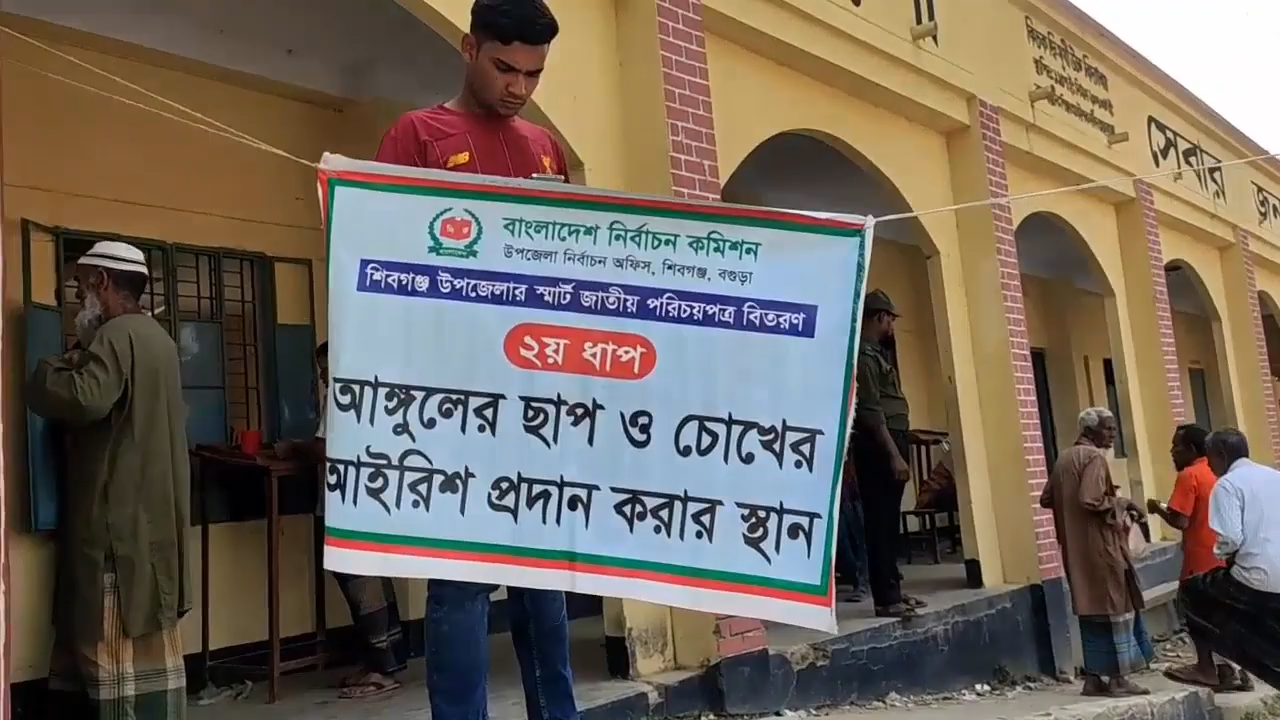 বাংলাদেশ নির্বাচন কমিশন
উপজেলা নির্বাচন অফিস, শিবগঞ্জ, বগুড়া
শিবগঞ্জ উপজেলার স্মার্ট জাতীয় পরিচয়পত্র বিতরণ
২য় ধাপ
আঙ্গুলের ছাপ ও চোখের
আইরিশ প্রদান করার স্থান
সেবার